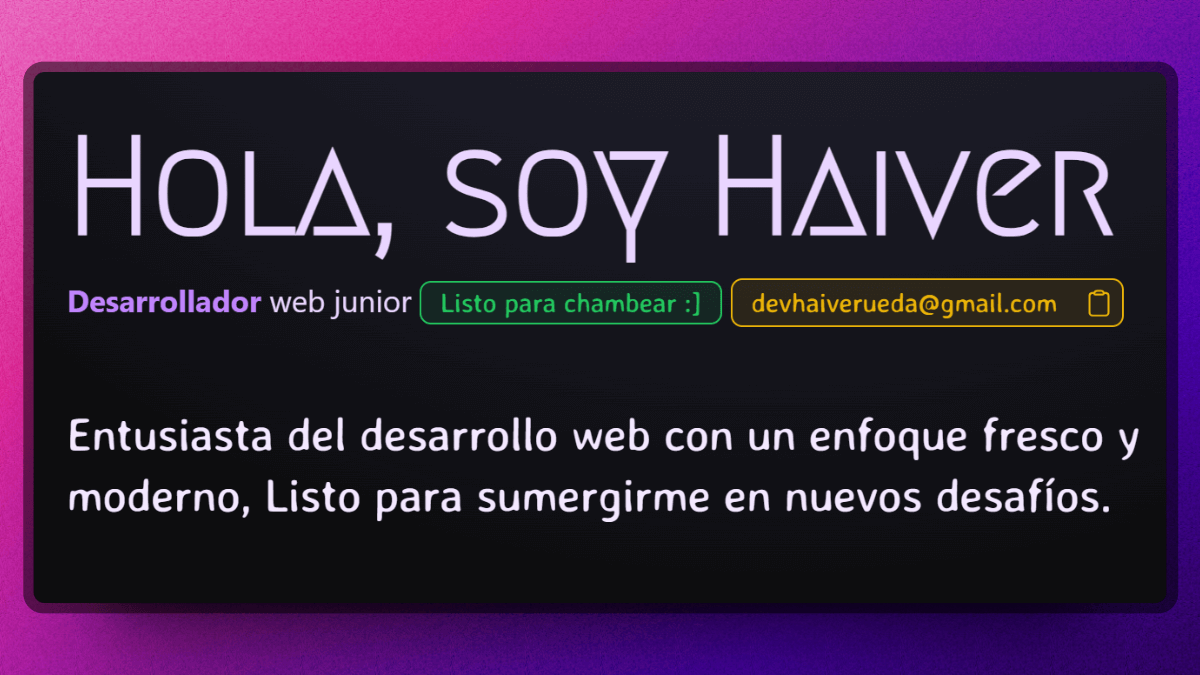 Hola, soy Haiver
Desarrollador web junior Listo para chambear :] devhaiverueda@gmail.com
Entusiasta del desarrollo web con un enfoque fresco y
moderno, Listo para sumergirme en nuevos desafíos.